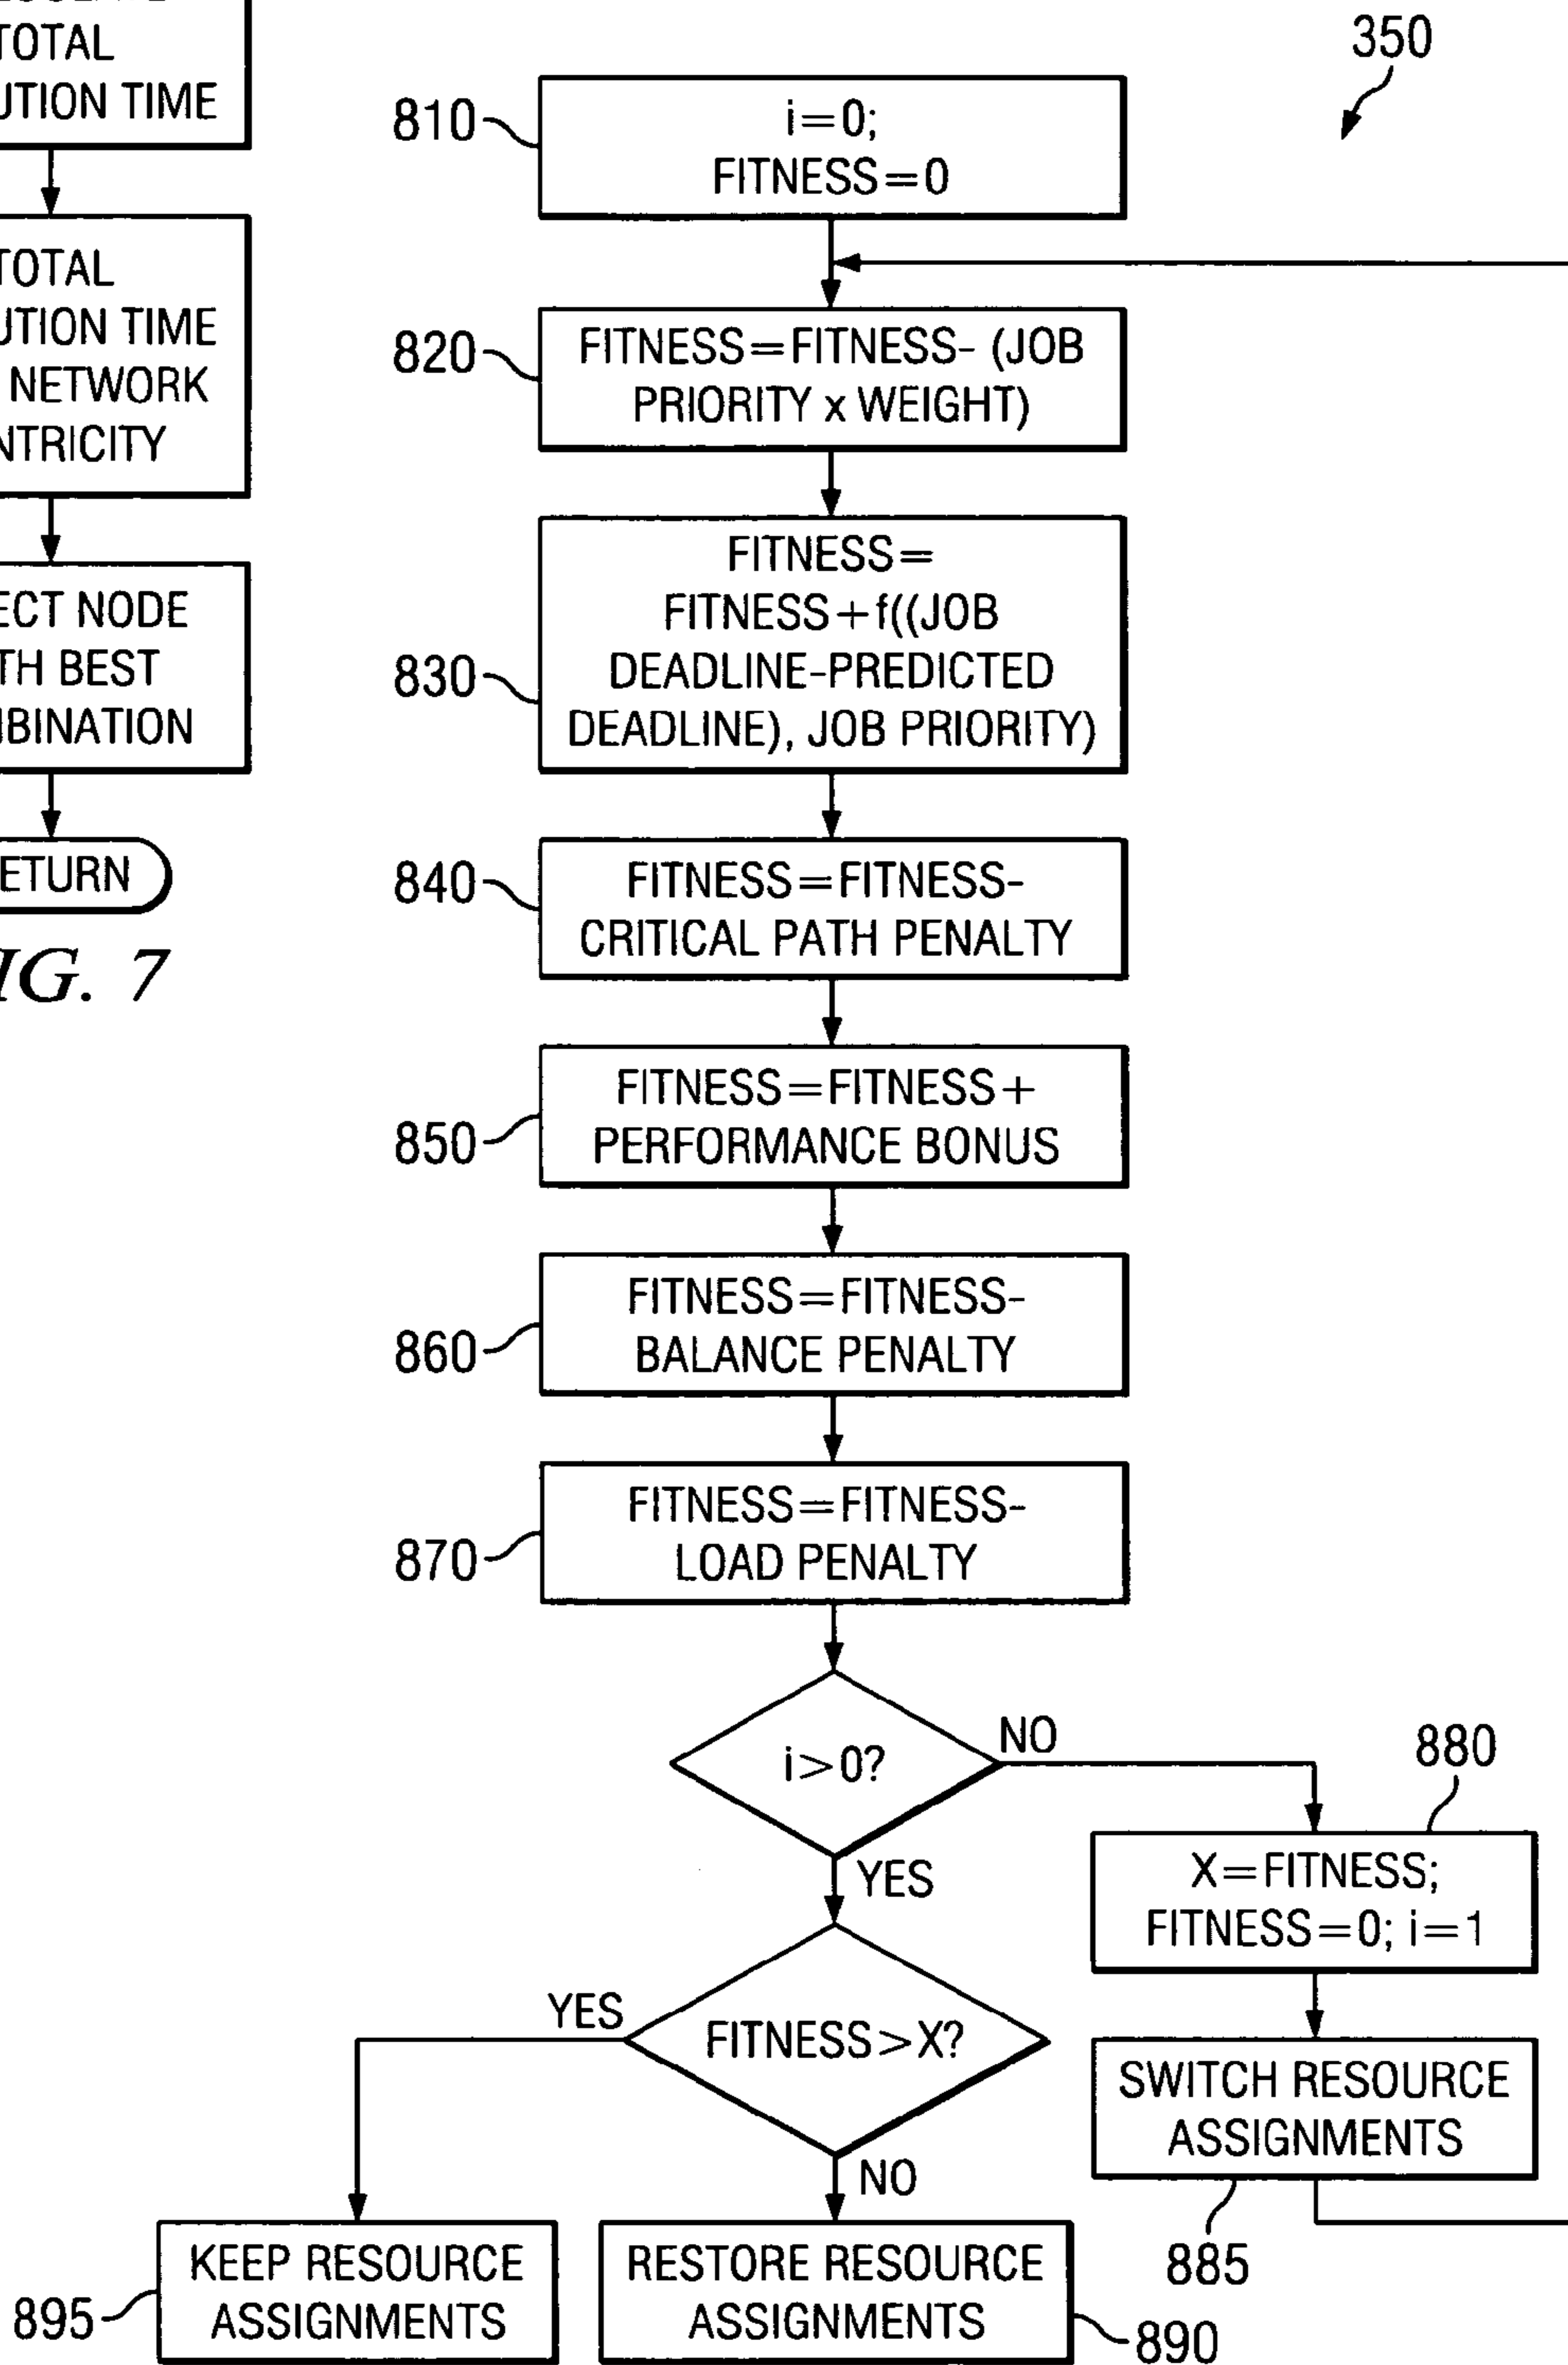 TOTAL
UTION TIME
TOTAL
UTION TIME
NETWORK
NTRICITY
ECT NODE
TH BEST
MBINATION
ETURN
IG. 7
350
810
i=0;
FITNESS=0
820
FITNESS=FITNESS- (JOB
PRIORITY x WEIGHT)
830
FITNESS=
FITNESS+f((JOB
DEADLINE-PREDICTED
DEADLINE), JOB PRIORITY)
840
FITNESS=FITNESS-
CRITICAL PATH PENALTY
850
FITNESS=FITNESS+
PERFORMANCE BONUS
860
FITNESS=FITNESS-
BALANCE PENALTY
870
FITNESS=FITNESS-
LOAD PENALTY
i>0?
NO
YES
880
X=FITNESS;
FITNESS=0; i=1
FITNESS>X?
YES
NO
SWITCH RESOURCE
ASSIGNMENTS
885
KEEP RESOURCE
ASSIGNMENTS
895
RESTORE RESOURCE
ASSIGNMENTS
890